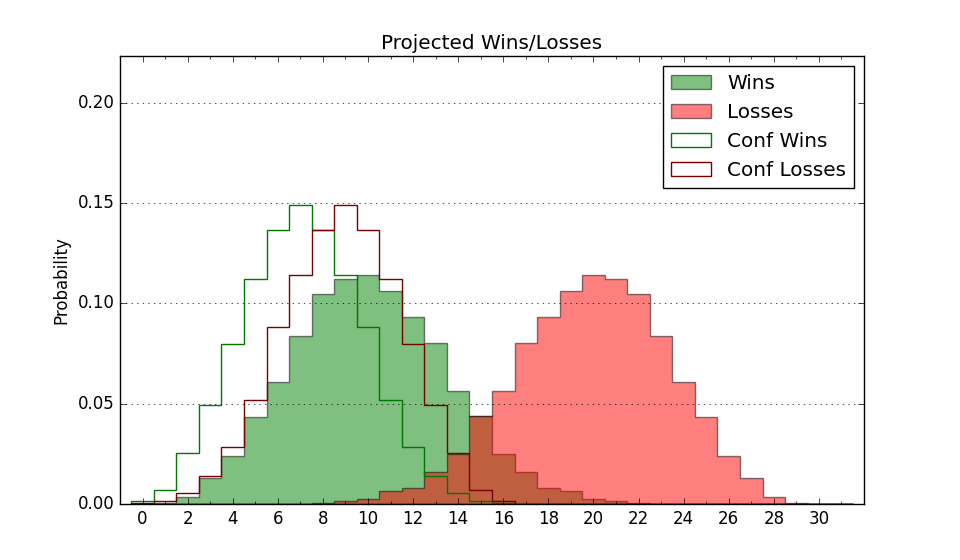 Projected Wins/Losses
Wins
Losses
Conf Wins
Conf Losses
Probability
0.20
0.15
0.10
0.05
0.00
0 2 4 6 8 10 12 14 16 18 20 22 24 26 28 30